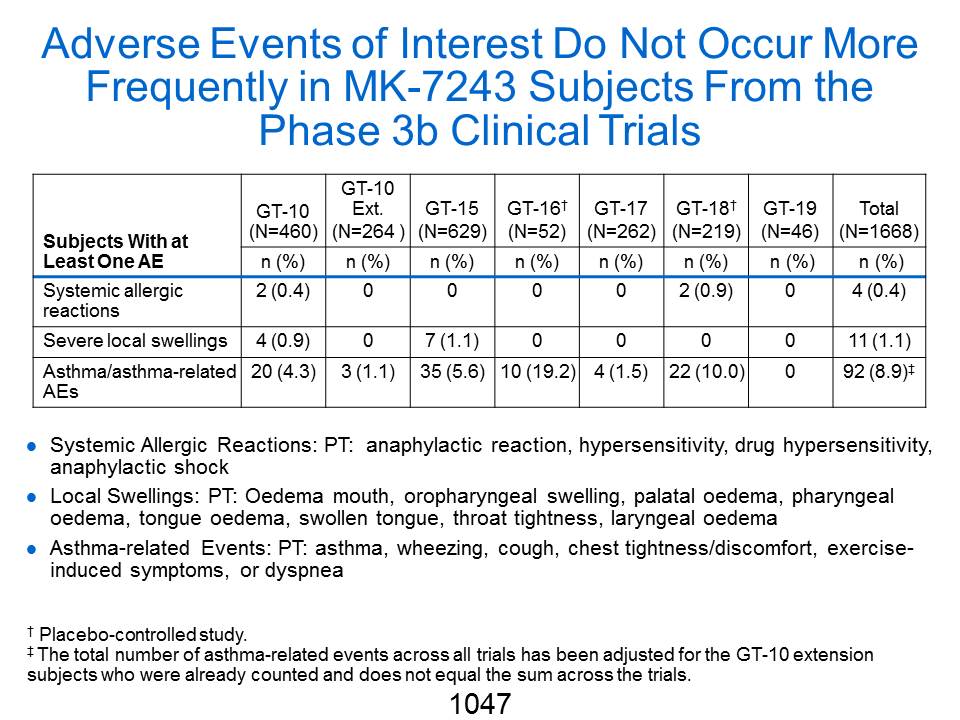 Adverse Events of Interest Do Not Occur More
Frequently in MK-7243 Subjects From the
Phase 3b Clinical Trials
Subjects With at
Least One AE
GT-10
(N=460)
GT-10
Ext.
(N=264 )
GT-15
(N=629)
GT-16†
(N=52)
GT-17
(N=262)
GT-18†
(N=219)
GT-19
(N=46)
Total
(N=1668)
n (%) n (%) n (%) n (%) n (%) n (%) n (%) n (%)
Systemic allergic
reactions
2 (0.4) 0 0 0 0 2 (0.9) 0 4 (0.4)
Severe local swellings 4 (0.9) 0 7 (1.1) 0 0 0 0 11 (1.1)
Asthma/asthma-related
AEs
20 (4.3) 3 (1.1) 35 (5.6) 10 (19.2) 4 (1.5) 22 (10.0) 0 92 (8.9)‡
● Systemic Allergic Reactions: PT: anaphylactic reaction, hypersensitivity, drug hypersensitivity,
anaphylactic shock
● Local Swellings: PT: Oedema mouth, oropharyngeal swelling, palatal oedema, pharyngeal
oedema, tongue oedema, swollen tongue, throat tightness, laryngeal oedema
● Asthma-related Events: PT: asthma, wheezing, cough, chest tightness/discomfort, exercise-
induced symptoms, or dyspnea
† Placebo-controlled study.
‡ The total number of asthma-related events across all trials has been adjusted for the GT-10 extension
subjects who were already counted and does not equal the sum across the trials.
1047